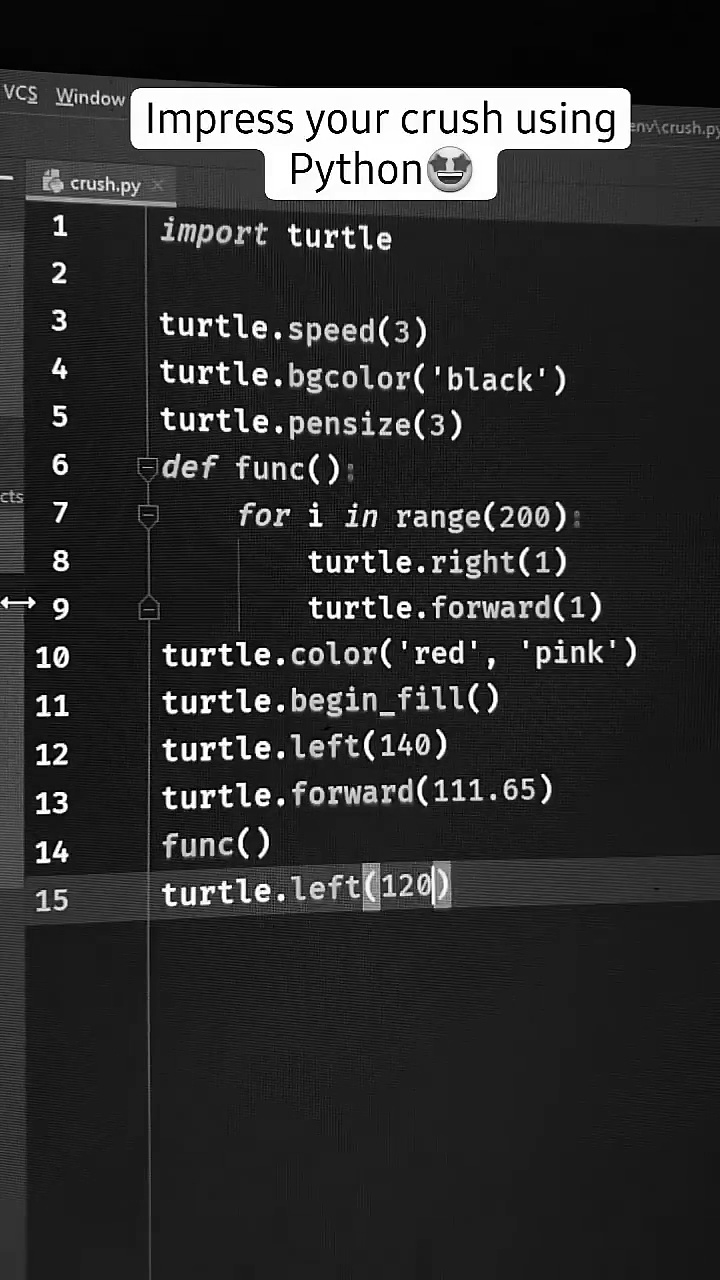 VCS Window
Impress your crush using
Python🤩
env\crush.py
crush.py
1 import turtle
2
3 turtle.speed(3)
4 turtle.bgcolor('black')
5 turtle.pensize(3)
6 def func():
7 for i in range(200):
8 turtle.right(1)
9 turtle.forward(1)
10 turtle.color('red', 'pink')
11 turtle.begin_fill()
12 turtle.left(140)
13 turtle.forward(111.65)
14 func()
15 turtle.left(120)
cts